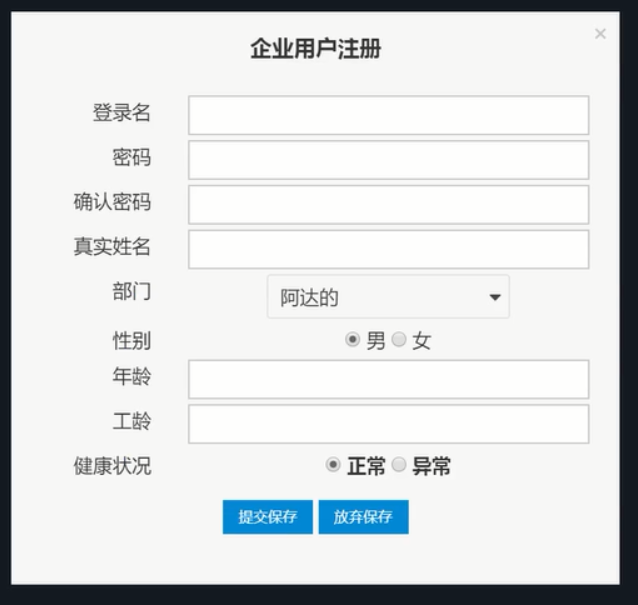 企业用户注册
×
登录名
密码
确认密码
真实姓名
部门 阿达的
性别 男 女
年龄
工龄
健康状况 正常 异常
提交保存 放弃保存